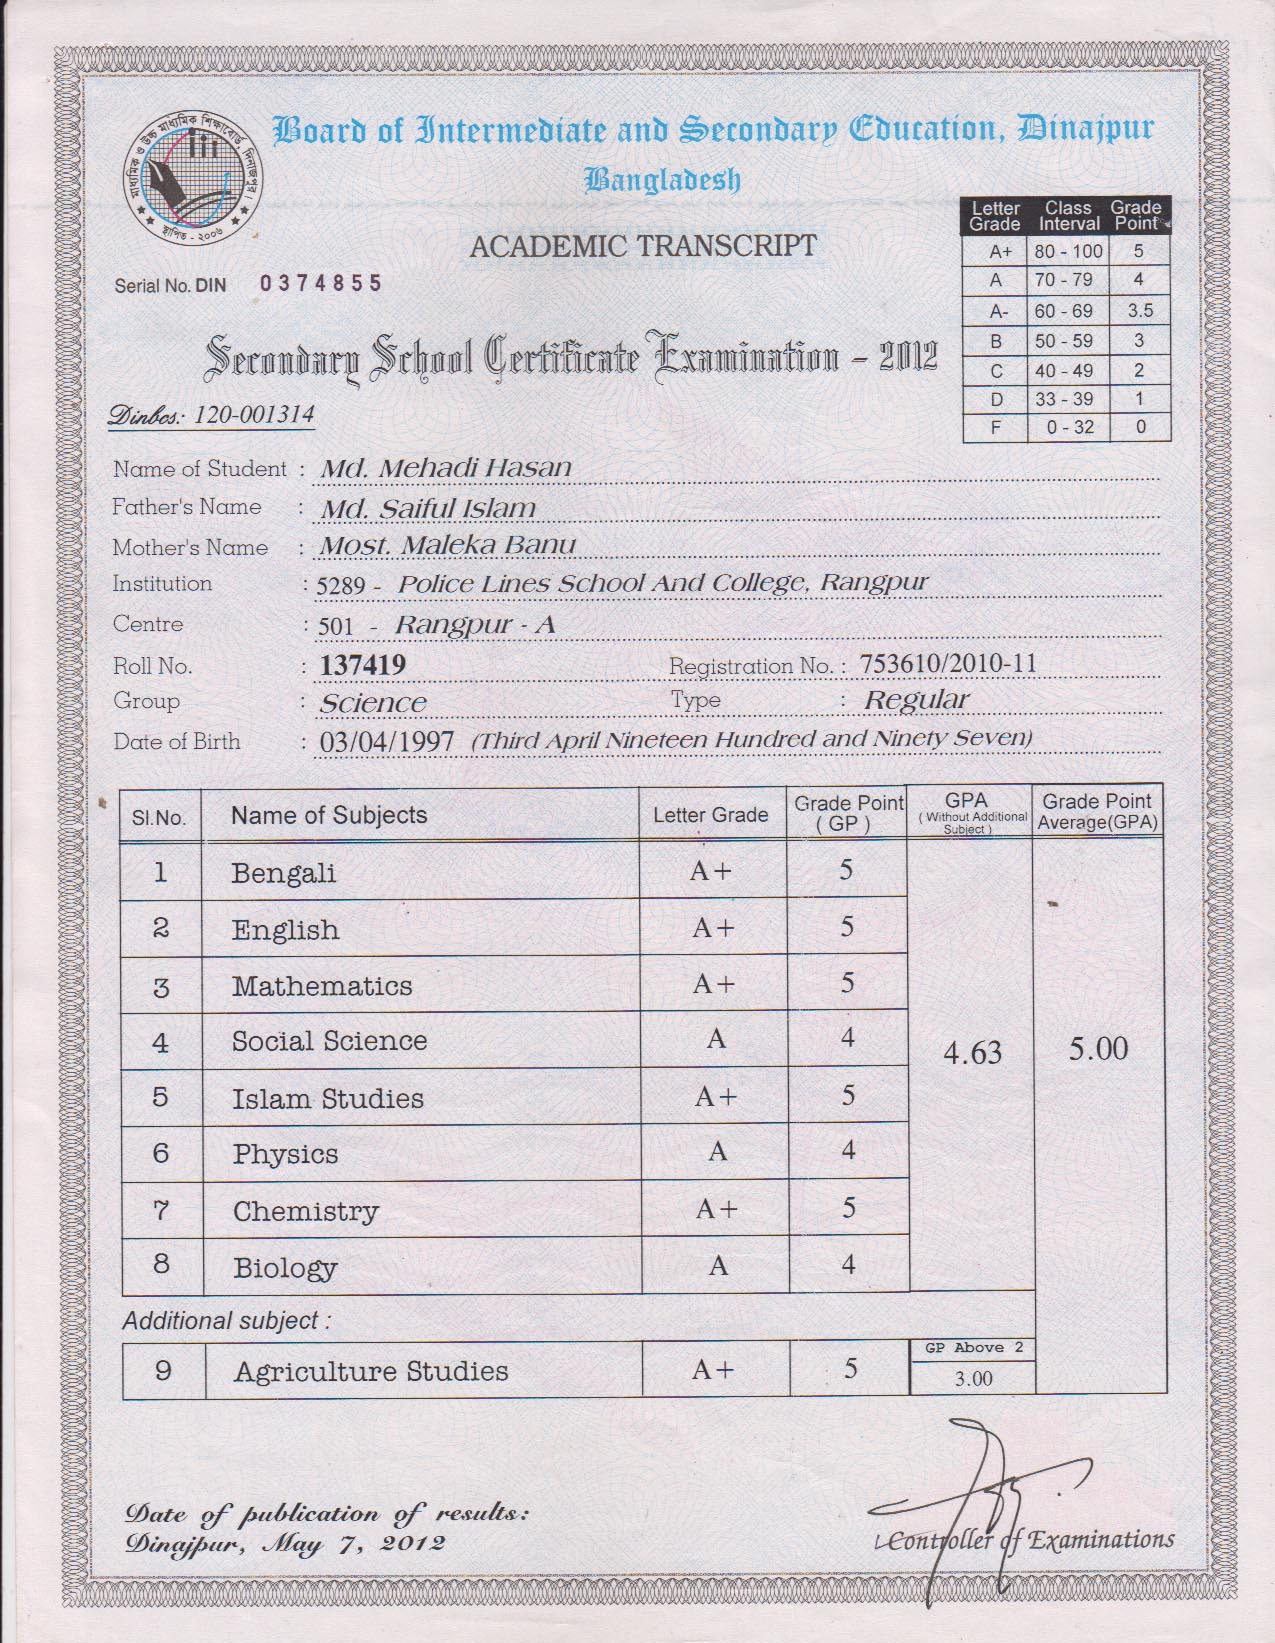 মাধ্যমিক ও উচ্চ মাধ্যমিক শিক্ষাবোর্ড দিনাজপুর।
স্থাপিত - ২০০৬
Board of Intermediate and Secondary Education, Dinajpur
Bangladesh
ACADEMIC TRANSCRIPT
Serial No. DIN 0374855
Letter Grade Class Interval Grade Point
A+ 80 - 100 5
A 70 - 79 4
A- 60 - 69 3.5
B 50 - 59 3
C 40 - 49 2
D 33 - 39 1
F 0 - 32 0
Secondary School Certificate Examination - 2012
Dinbos: 120-001314
Name of Student : Md. Mehadi Hasan
Father's Name : Md. Saiful Islam
Mother's Name : Most. Maleka Banu
Institution : 5289 - Police Lines School And College, Rangpur
Centre : 501 - Rangpur - A
Roll No. : 137419 Registration No. : 753610/2010-11
Group : Science Type : Regular
Date of Birth : 03/04/1997 (Third April Nineteen Hundred and Ninety Seven)
Sl.No. Name of Subjects Letter Grade Grade Point ( GP ) GPA ( Without Additional Subject ) Grade Point Average(GPA)
1 Bengali A+ 5
2 English A+ 5
3 Mathematics A+ 5
4 Social Science A 4 4.63 5.00
5 Islam Studies A+ 5
6 Physics A 4
7 Chemistry A+ 5
8 Biology A 4
Additional subject :
9 Agriculture Studies A+ 5 GP Above 2
3.00
Date of publication of results:
Dinajpur, May 7, 2012
Controller of Examinations